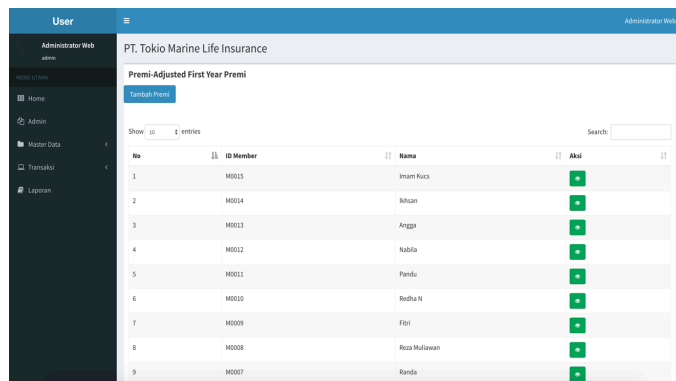 User
Administrator Web
Administrator Web
admin
PT. Tokio Marine Life Insurance
MENU UTAMA
Home
Admin
Master Data
Transaksi
Laporan
Premi-Adjusted First Year Premi
Tambah Premi
Show 10 entries
Search:
No ID Member Nama Aksi
1 M0015 Imam Kucs
2 M0014 Ikhsan
3 M0013 Angga
4 M0012 Nabila
5 M0011 Pandu
6 M0010 Redha N
7 M0009 Fitri
8 M0008 Reza Muliawan
9 M0007 Randa